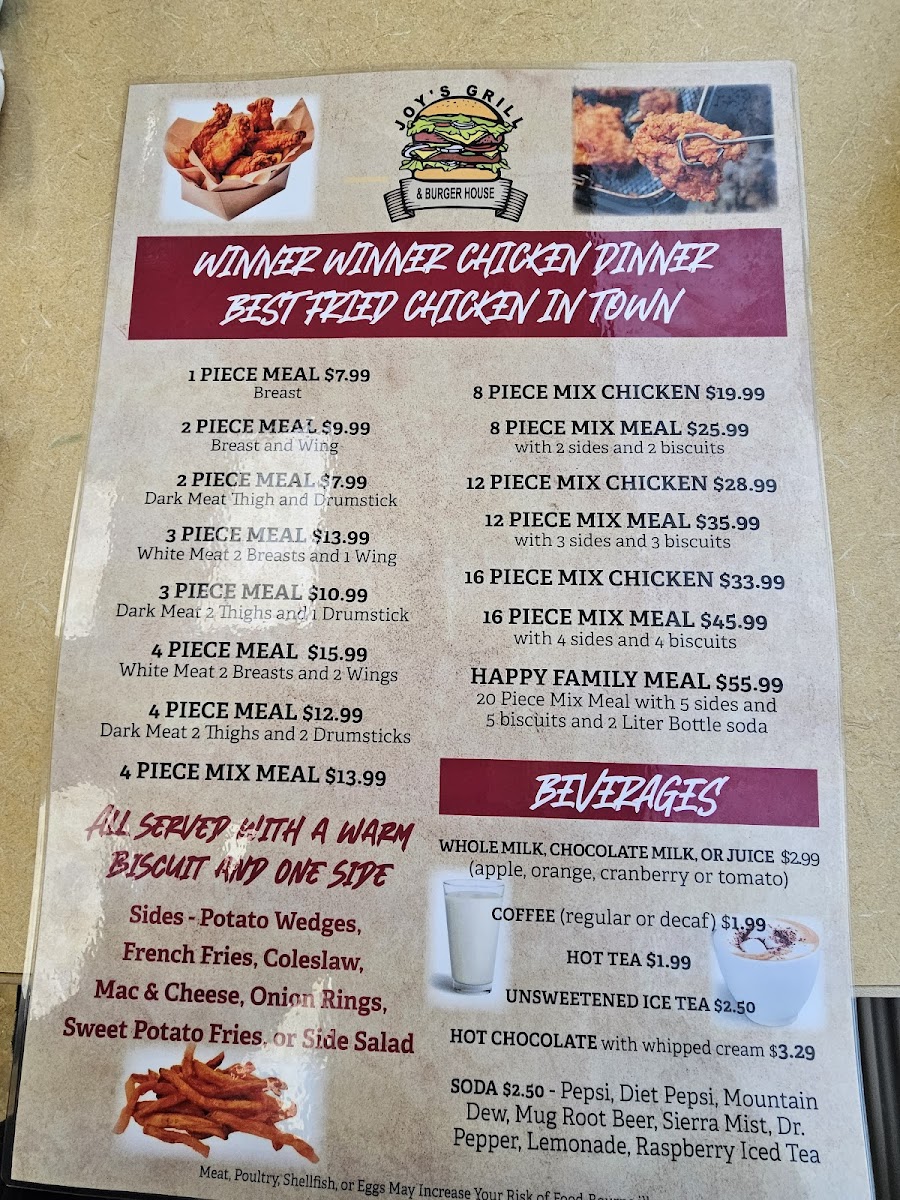 JOY'S GRILL
& BURGER HOUSE
WINNER WINNER CHICKEN DINNER
BEST FRIED CHICKEN IN TOWN
1 PIECE MEAL $7.99
Breast
2 PIECE MEAL $9.99
Breast and Wing
2 PIECE MEAL $7.99
Dark Meat Thigh and Drumstick
3 PIECE MEAL $13.99
White Meat 2 Breasts and 1 Wing
3 PIECE MEAL $10.99
Dark Meat 2 Thighs and 1 Drumstick
4 PIECE MEAL $15.99
White Meat 2 Breasts and 2 Wings
4 PIECE MEAL $12.99
Dark Meat 2 Thighs and 2 Drumsticks
4 PIECE MIX MEAL $13.99
ALL SERVED WITH A WARM
BISCUIT AND ONE SIDE
Sides - Potato Wedges,
French Fries, Coleslaw,
Mac & Cheese, Onion Rings,
Sweet Potato Fries, or Side Salad
8 PIECE MIX CHICKEN $19.99
8 PIECE MIX MEAL $25.99
with 2 sides and 2 biscuits
12 PIECE MIX CHICKEN $28.99
12 PIECE MIX MEAL $35.99
with 3 sides and 3 biscuits
16 PIECE MIX CHICKEN $33.99
16 PIECE MIX MEAL $45.99
with 4 sides and 4 biscuits
HAPPY FAMILY MEAL $55.99
20 Piece Mix Meal with 5 sides and
5 biscuits and 2 Liter Bottle soda
BEVERAGES
WHOLE MILK, CHOCOLATE MILK, OR JUICE $2.99
(apple, orange, cranberry or tomato)
COFFEE (regular or decaf) $1.99
HOT TEA $1.99
UNSWEETENED ICE TEA $2.50
HOT CHOCOLATE with whipped cream $3.29
SODA $2.50 - Pepsi, Diet Pepsi, Mountain
Dew, Mug Root Beer, Sierra Mist, Dr.
Pepper, Lemonade, Raspberry Iced Tea
Meat, Poultry, Shellfish, or Eggs May Increase Your Risk of Food